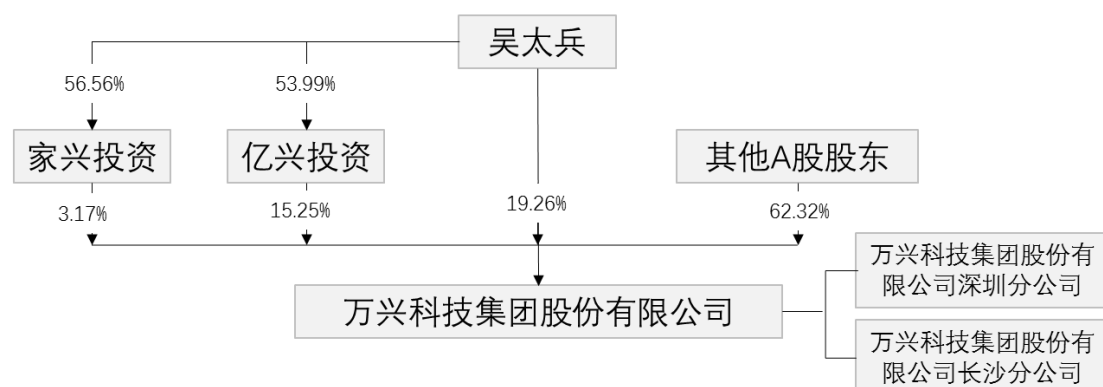 吴太兵
56.56%
53.99%
家兴投资
亿兴投资
其他A股股东
3.17%
15.25%
19.26%
62.32%
万兴科技集团股份有限公司
万兴科技集团股份有
限公司深圳分公司
万兴科技集团股份有
限公司长沙分公司